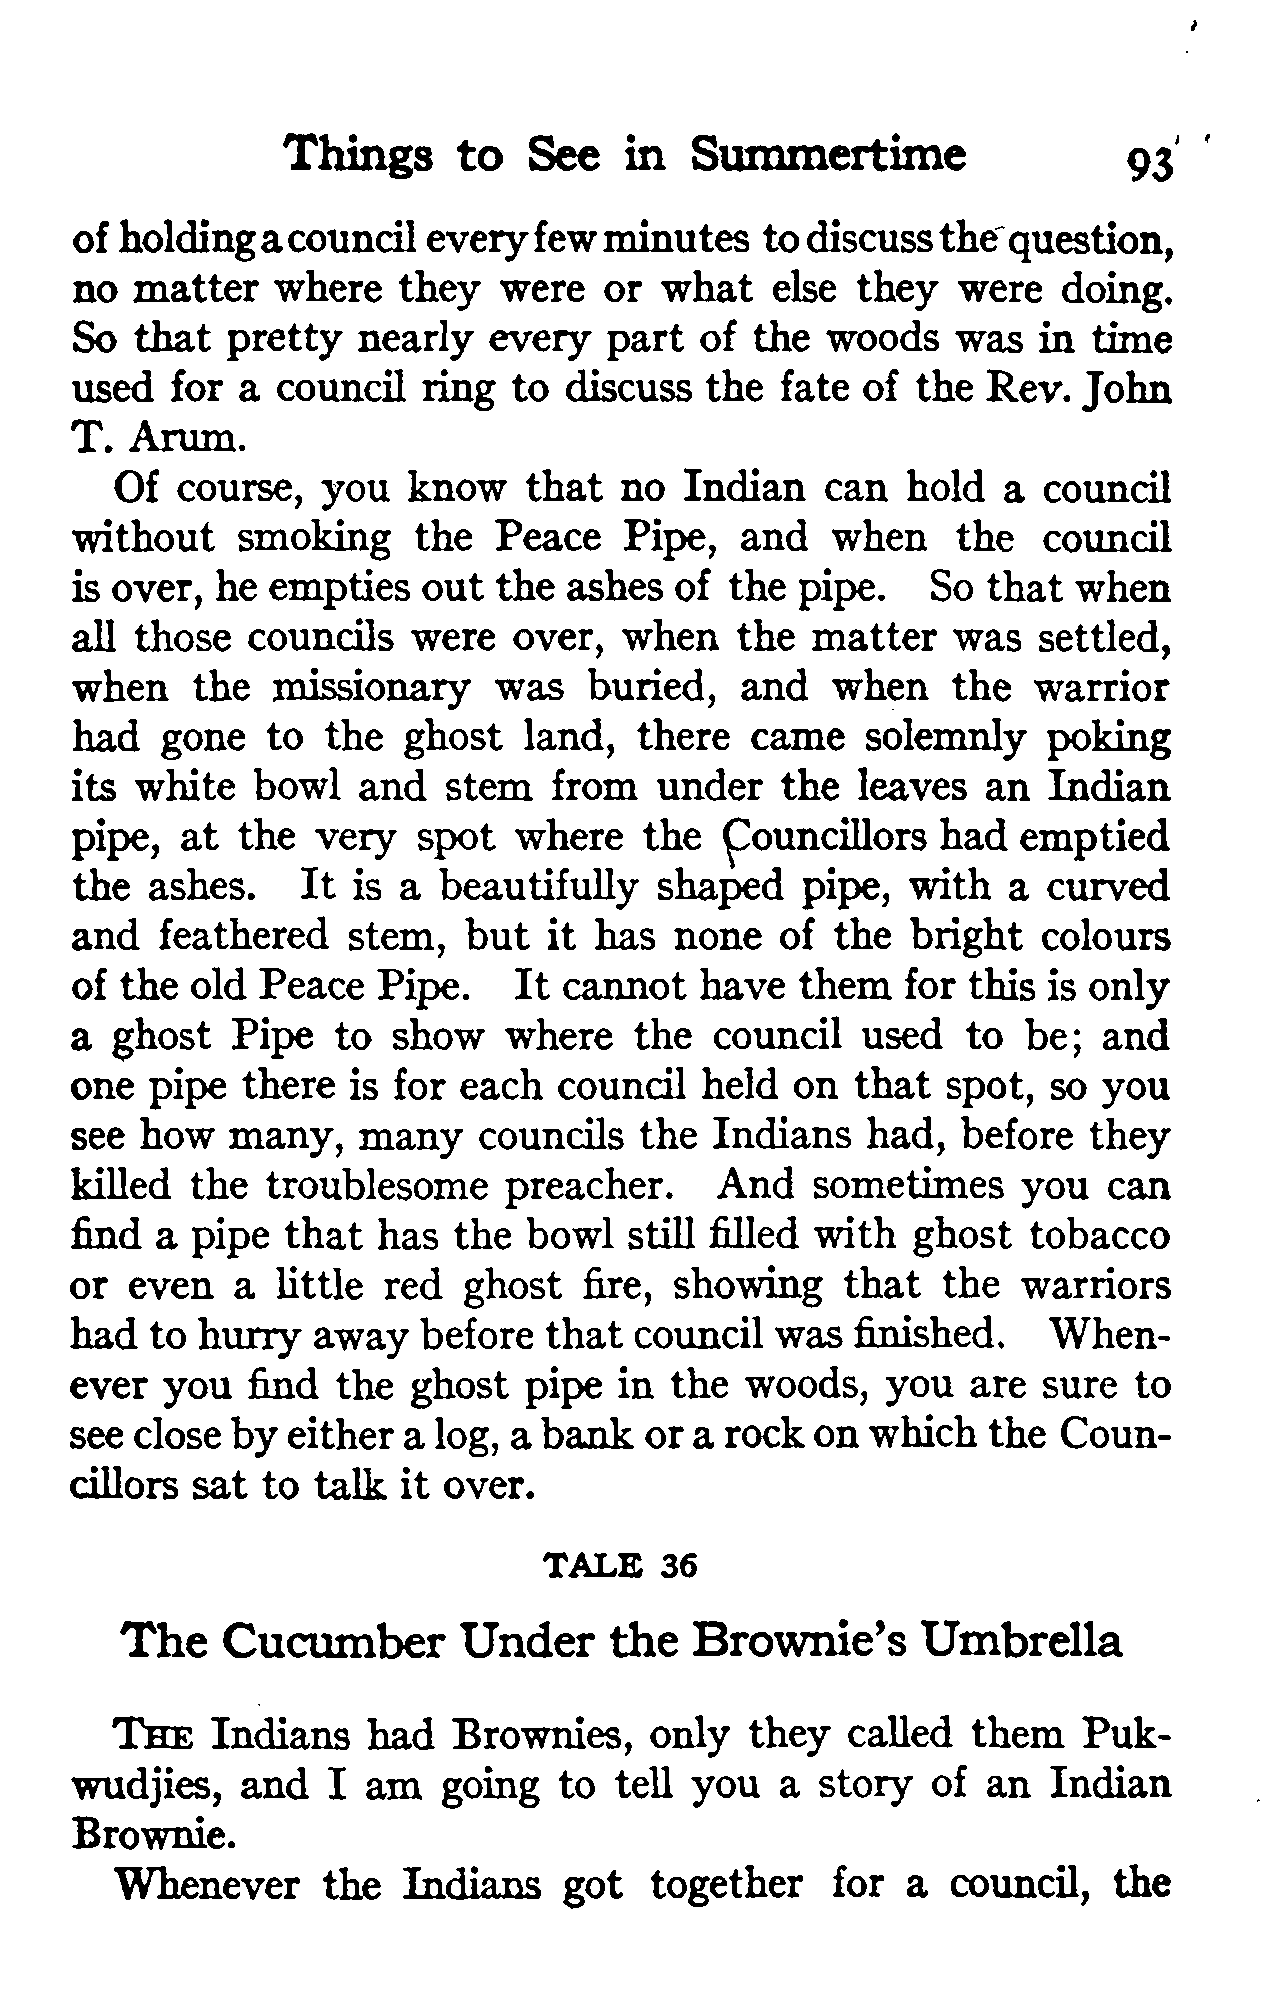 Things to See in Summertime 93
of holding a council every few minutes to discuss the question,
no matter where they were or what else they were doing.
So that pretty nearly every part of the woods was in time
used for a council ring to discuss the fate of the Rev. John
T. Arum.
Of course, you know that no Indian can hold a council
without smoking the Peace Pipe, and when the council
is over, he empties out the ashes of the pipe. So that when
all those councils were over, when the matter was settled,
when the missionary was buried, and when the warrior
had gone to the ghost land, there came solemnly poking
its white bowl and stem from under the leaves an Indian
pipe, at the very spot where the Councillors had emptied
the ashes. It is a beautifully shaped pipe, with a curved
and feathered stem, but it has none of the bright colours
of the old Peace Pipe. It cannot have them for this is only
a ghost Pipe to show where the council used to be; and
one pipe there is for each council held on that spot, so you
see how many, many councils the Indians had, before they
killed the troublesome preacher. And sometimes you can
find a pipe that has the bowl still filled with ghost tobacco
or even a little red ghost fire, showing that the warriors
had to hurry away before that council was finished. When-
ever you find the ghost pipe in the woods, you are sure to
see close by either a log, a bank or a rock on which the Coun-
cillors sat to talk it over.
TALE 36
The Cucumber Under the Brownie's Umbrella
THE Indians had Brownies, only they called them Puk-
wudjies, and I am going to tell you a story of an Indian
Brownie.
Whenever the Indians got together for a council, the